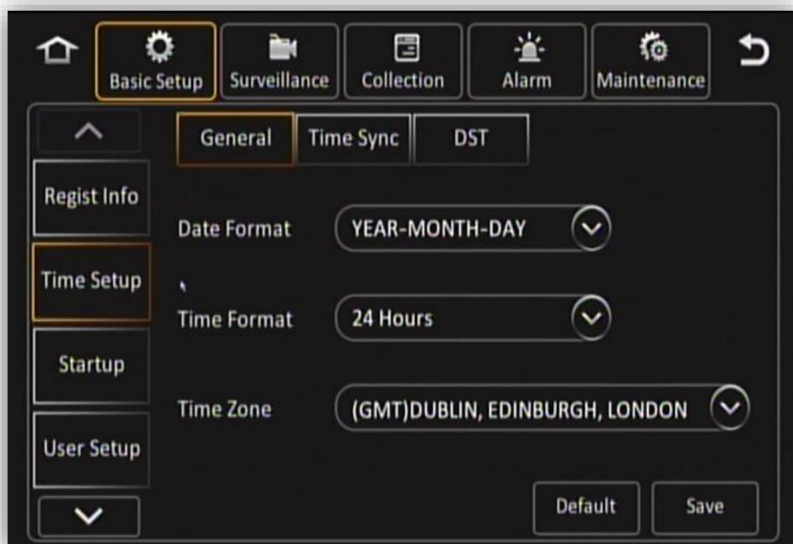 Basic Setup
Surveillance
Collection
Alarm
Maintenance
General
Time Sync
DST
Regist Info
Time Setup
Startup
User Setup
Date Format
YEAR-MONTH-DAY
Time Format
24 Hours
Time Zone
(GMT)DUBLIN, EDINBURGH, LONDON
Default
Save